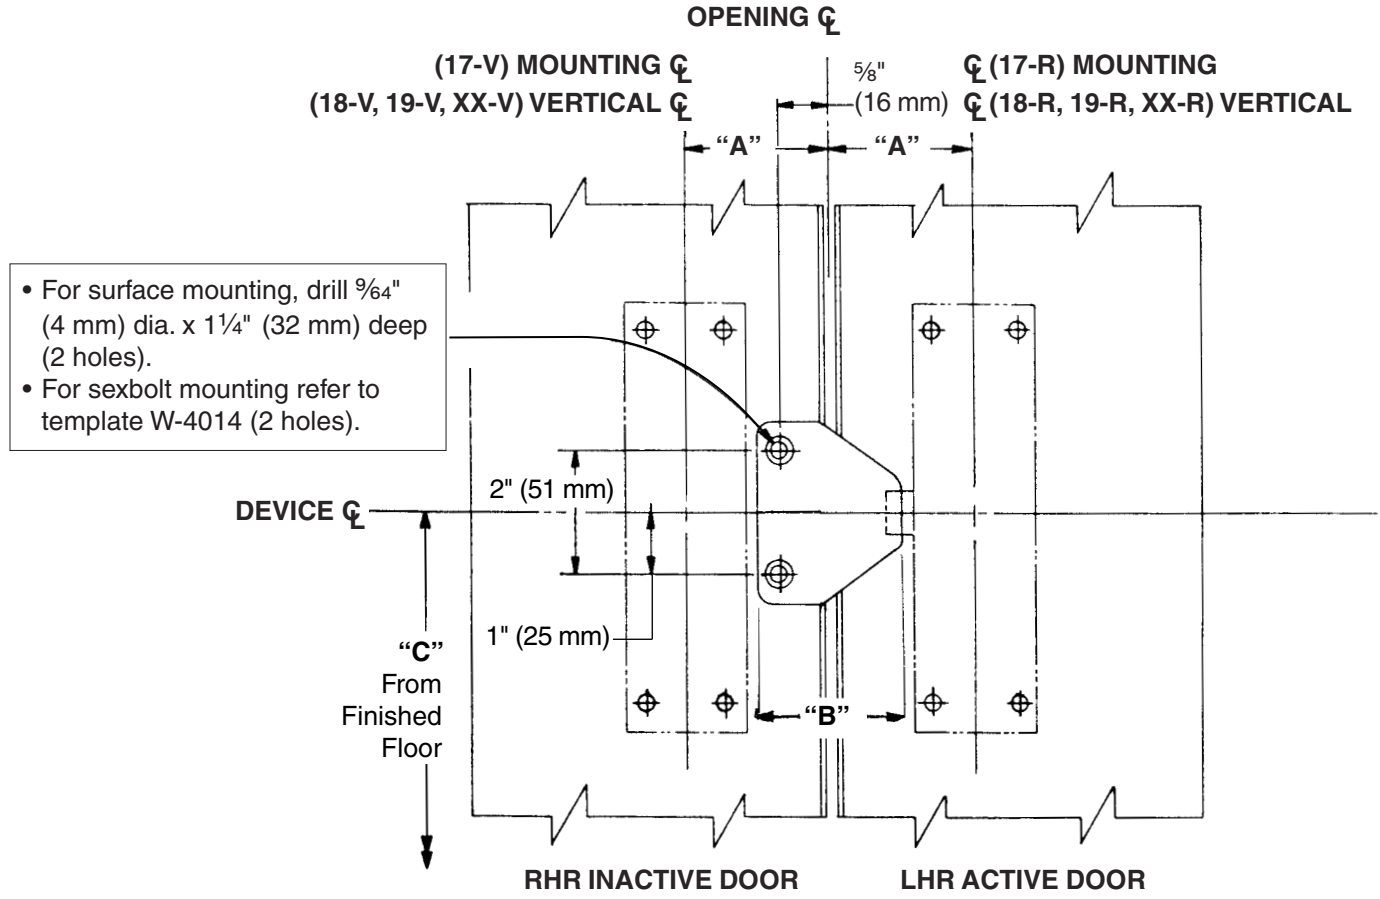 OPENING ℄
(17-V) MOUNTING ℄
(18-V, 19-V, XX-V) VERTICAL ℄
⅝"
(16 mm)
℄ (17-R) MOUNTING
℄ (18-R, 19-R, XX-R) VERTICAL
“A”
“A”
• For surface mounting, drill 9⁄64"
(4 mm) dia. x 1¼" (32 mm) deep
(2 holes).
• For sexbolt mounting refer to
template W-4014 (2 holes).
2" (51 mm)
DEVICE ℄
1" (25 mm)
“C”
From
Finished
Floor
“B”
RHR INACTIVE DOOR
LHR ACTIVE DOOR